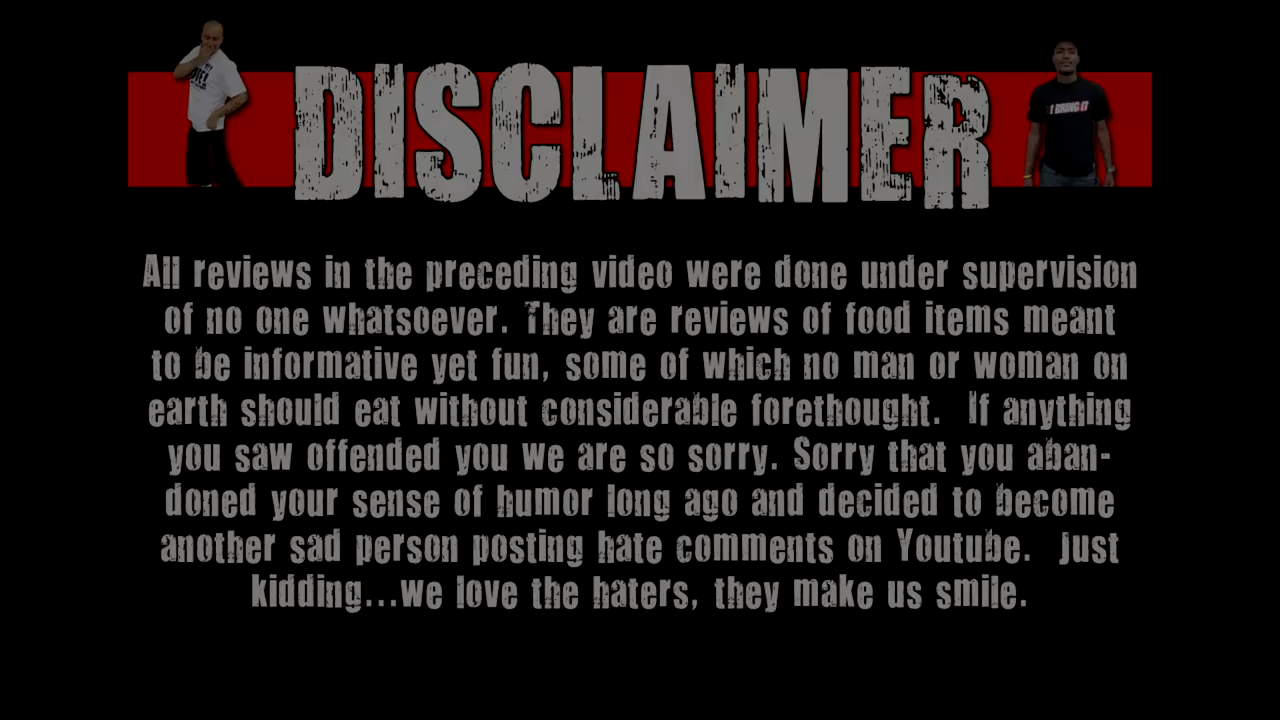 DISCLAIMER
I BRING IT
All reviews in the preceding video were done under supervision
of no one whatsoever. They are reviews of food items meant
to be informative yet fun, some of which no man or woman on
earth should eat without considerable forethought. If anything
you saw offended you we are so sorry. Sorry that you aban-
doned your sense of humor long ago and decided to become
another sad person posting hate comments on Youtube. Just
kidding...we love the haters, they make us smile.